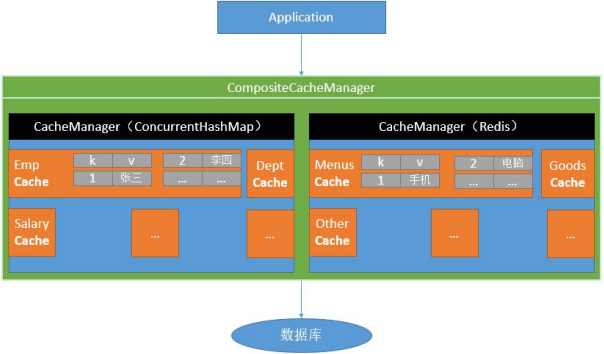 Application
CompositeCacheManager
CacheManager（ConcurrentHashMap）
Emp
Cache
k v
1 张三
2 李四
... ...
Dept
Cache
Salary
Cache
...
...
CacheManager（Redis）
Menus
Cache
k v
1 手机
2 电脑
... ...
Goods
Cache
Other
Cache
...
...
数据库